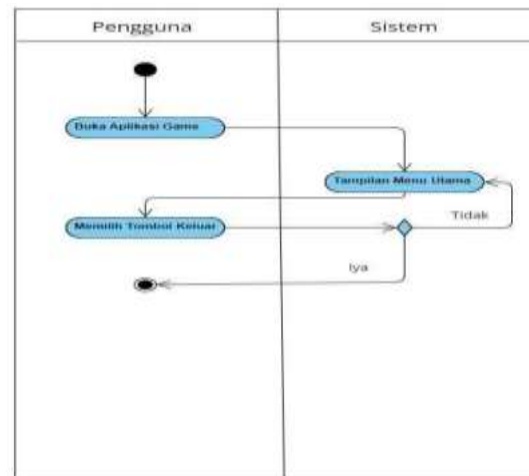 Pengguna
Sistem
Buka Aplikasi Game
Tampilan Menu Utama
Memilih Tombol Keluar
Tidak
Iya